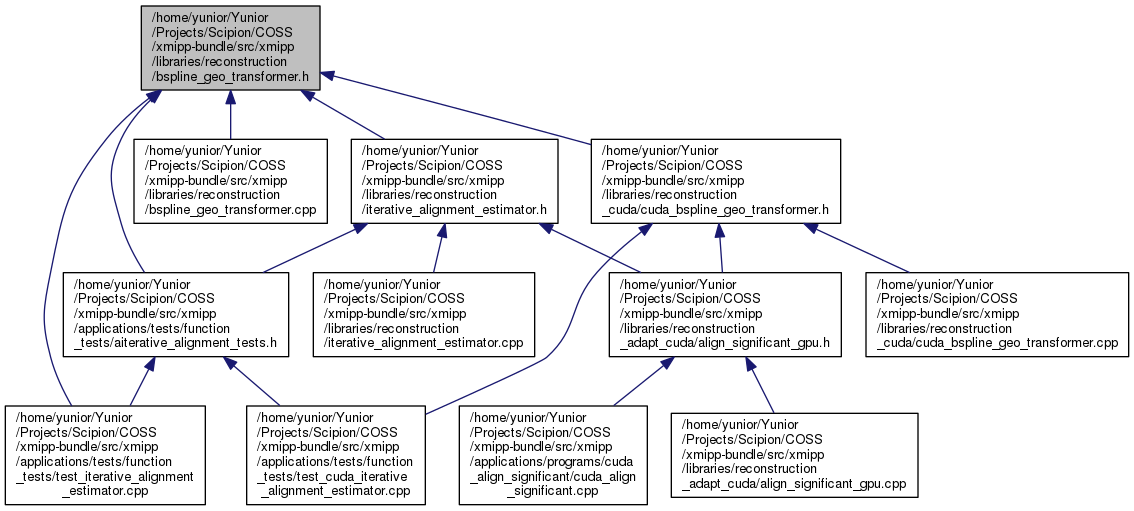 /home/yunior/Yunior
/Projects/Scipion/COSS
/xmipp-bundle/src/xmipp
/libraries/reconstruction
/bspline_geo_transformer.h
/home/yunior/Yunior
/Projects/Scipion/COSS
/xmipp-bundle/src/xmipp
/libraries/reconstruction
/bspline_geo_transformer.cpp
/home/yunior/Yunior
/Projects/Scipion/COSS
/xmipp-bundle/src/xmipp
/libraries/reconstruction
/iterative_alignment_estimator.h
/home/yunior/Yunior
/Projects/Scipion/COSS
/xmipp-bundle/src/xmipp
/libraries/reconstruction
_cuda/cuda_bspline_geo_transformer.h
/home/yunior/Yunior
/Projects/Scipion/COSS
/xmipp-bundle/src/xmipp
/applications/tests/function
_tests/aiterative_alignment_tests.h
/home/yunior/Yunior
/Projects/Scipion/COSS
/xmipp-bundle/src/xmipp
/libraries/reconstruction
/iterative_alignment_estimator.cpp
/home/yunior/Yunior
/Projects/Scipion/COSS
/xmipp-bundle/src/xmipp
/libraries/reconstruction
_adapt_cuda/align_significant_gpu.h
/home/yunior/Yunior
/Projects/Scipion/COSS
/xmipp-bundle/src/xmipp
/libraries/reconstruction
_cuda/cuda_bspline_geo_transformer.cpp
/home/yunior/Yunior
/Projects/Scipion/COSS
/xmipp-bundle/src/xmipp
/applications/tests/function
_tests/test_iterative_alignment
_estimator.cpp
/home/yunior/Yunior
/Projects/Scipion/COSS
/xmipp-bundle/src/xmipp
/applications/tests/function
_tests/test_cuda_iterative
_alignment_estimator.cpp
/home/yunior/Yunior
/Projects/Scipion/COSS
/xmipp-bundle/src/xmipp
/applications/programs/cuda
_align_significant/cuda_align
_significant.cpp
/home/yunior/Yunior
/Projects/Scipion/COSS
/xmipp-bundle/src/xmipp
/libraries/reconstruction
_adapt_cuda/align_significant_gpu.cpp